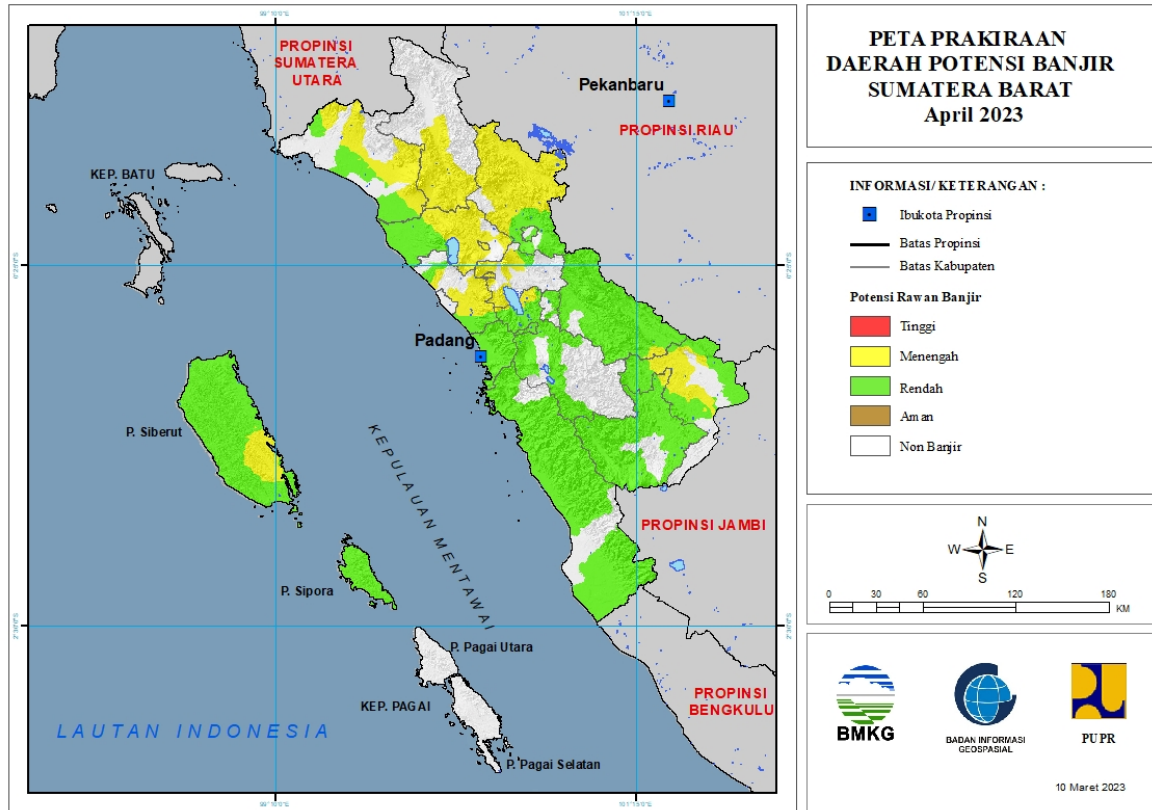 PETA PRAKIRAAN
DAERAH POTENSI BANJIR
SUMATERA BARAT
April 2023
INFORMASI/ KETERANGAN :
Ibukota Propinsi
Batas Propinsi
Batas Kabupaten
Potensi Rawan Banjir
Tinggi
Menengah
Rendah
Aman
Non Banjir
N
W E
S
0 30 60 120 180
KM
BMKG
BADAN INFORMASI
GEOSPASIAL
PUPR
10 Maret 2023
PROPINSI
SUMATERA
UTARA
Pekanbaru
PROPINSI RIAU
KEP. BATU
Padang
P. Siberut
KEPULAUAN MENTAWAI
PROPINSI JAMBI
P. Sipora
P. Pagai Utara
KEP. PAGAI
PROPINSI
BENGKULU
LAUTAN INDONESIA
P. Pagai Selatan